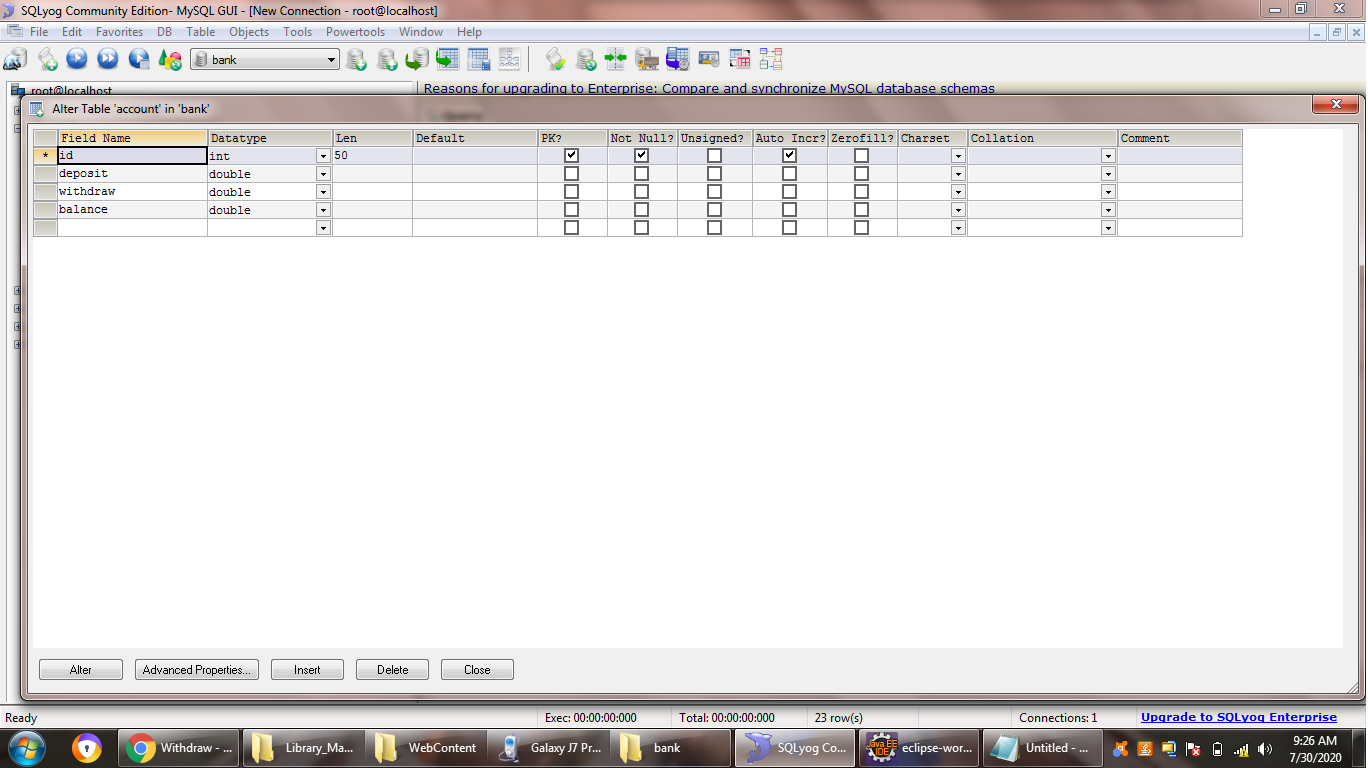 SQLyog Community Edition- MySQL GUI - [New Connection - root@localhost]
File Edit Favorites DB Table Objects Tools Powertools Window Help
bank
root@localhost
Reasons for upgrading to Enterprise: Compare and synchronize MySQL database schemas
Alter Table 'account' in 'bank'
Field Name Datatype Len Default PK? Not Null? Unsigned? Auto Incr? Zerofill? Charset Collation Comment
* id int 50
deposit double
withdraw double
balance double
Alter Advanced Properties... Insert Delete Close
Ready Exec: 00:00:00:000 Total: 00:00:00:000 23 row(s) Connections: 1 Upgrade to SQLyog Enterprise
Withdraw - ... Library_Ma... WebContent Galaxy J7 Pr... bank SQLyog Co... Java EE IDE eclipse-wor... Untitled - ... 9:26 AM
7/30/2020